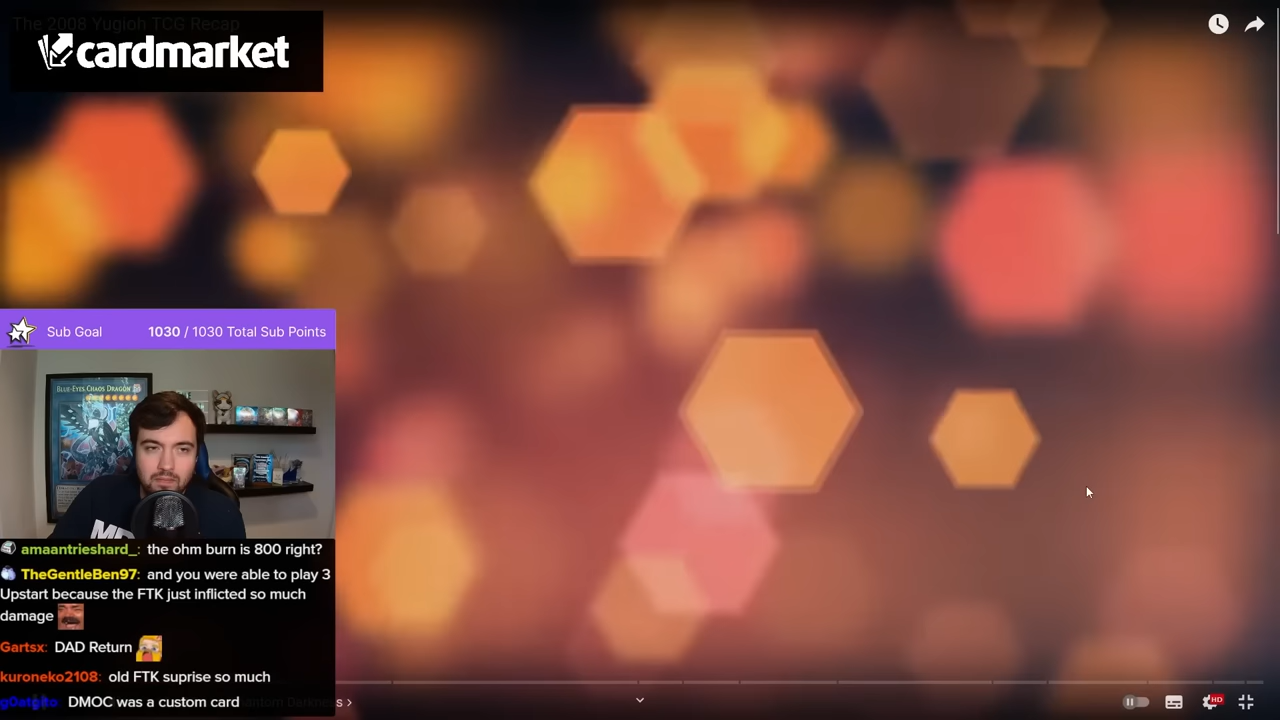 The 2008 Yugioh TCG Recap
cardmarket
Sub Goal 1030 / 1030 Total Sub Points
BLUE-EYES CHAOS DRAGON
amaantrieshard_: the ohm burn is 800 right?
TheGentleBen97: and you were able to play 3
Upstart because the FTK just inflicted so much
damage
Gartsx: DAD Return
kuroneko2108: old FTK suprise so much
DMOC was a custom card
Darkness >
HD